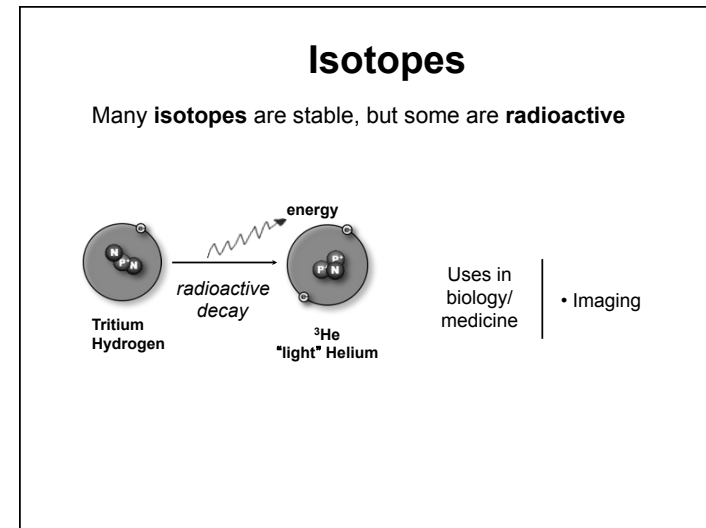 Isotopes
Many isotopes are stable, but some are radioactive
energy
N
P⁺
N
radioactive
decay
P⁺
P⁺
N
Tritium
Hydrogen
³He
"light" Helium
Uses in
biology/
medicine
• Imaging